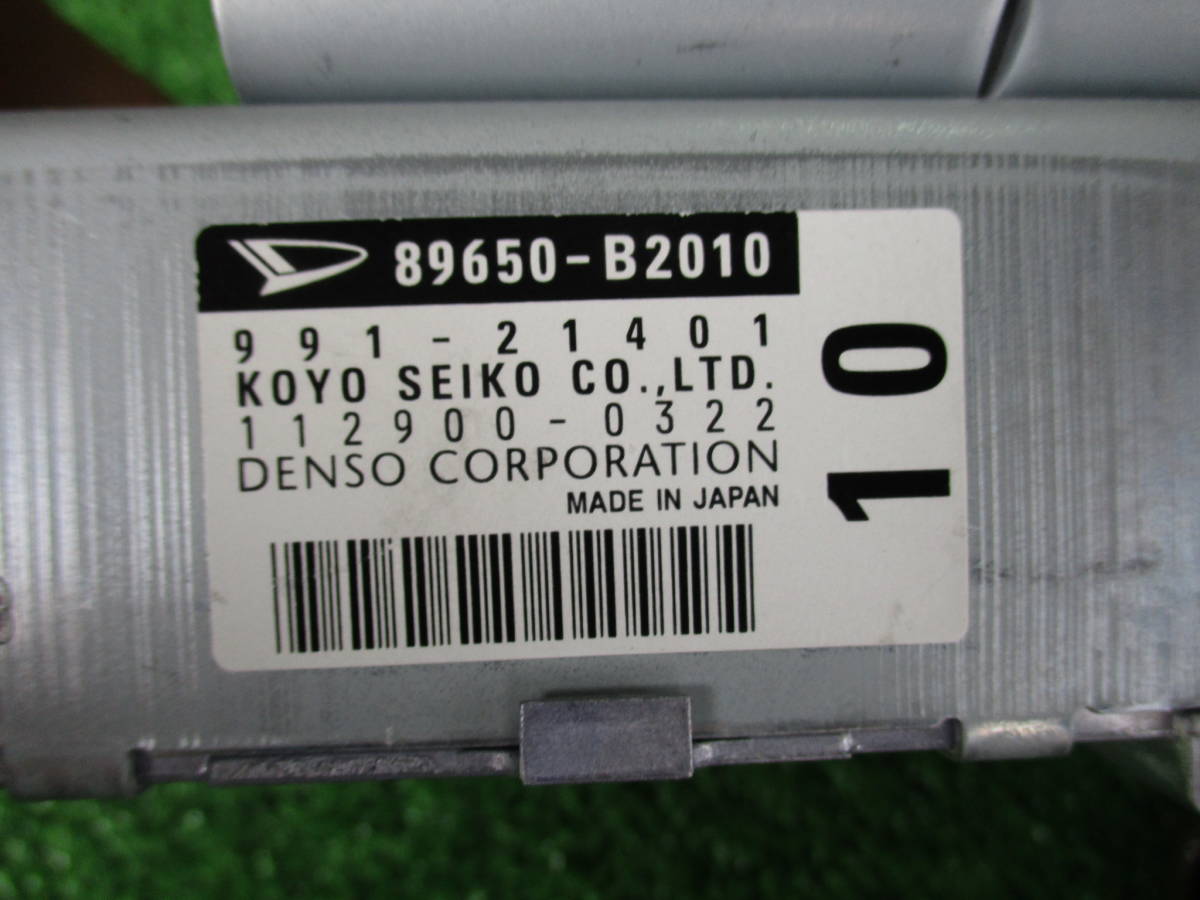 89650-B2010
991-21401
KOYO SEIKO CO.,LTD.
112900-0322
DENSO CORPORATION
MADE IN JAPAN
10